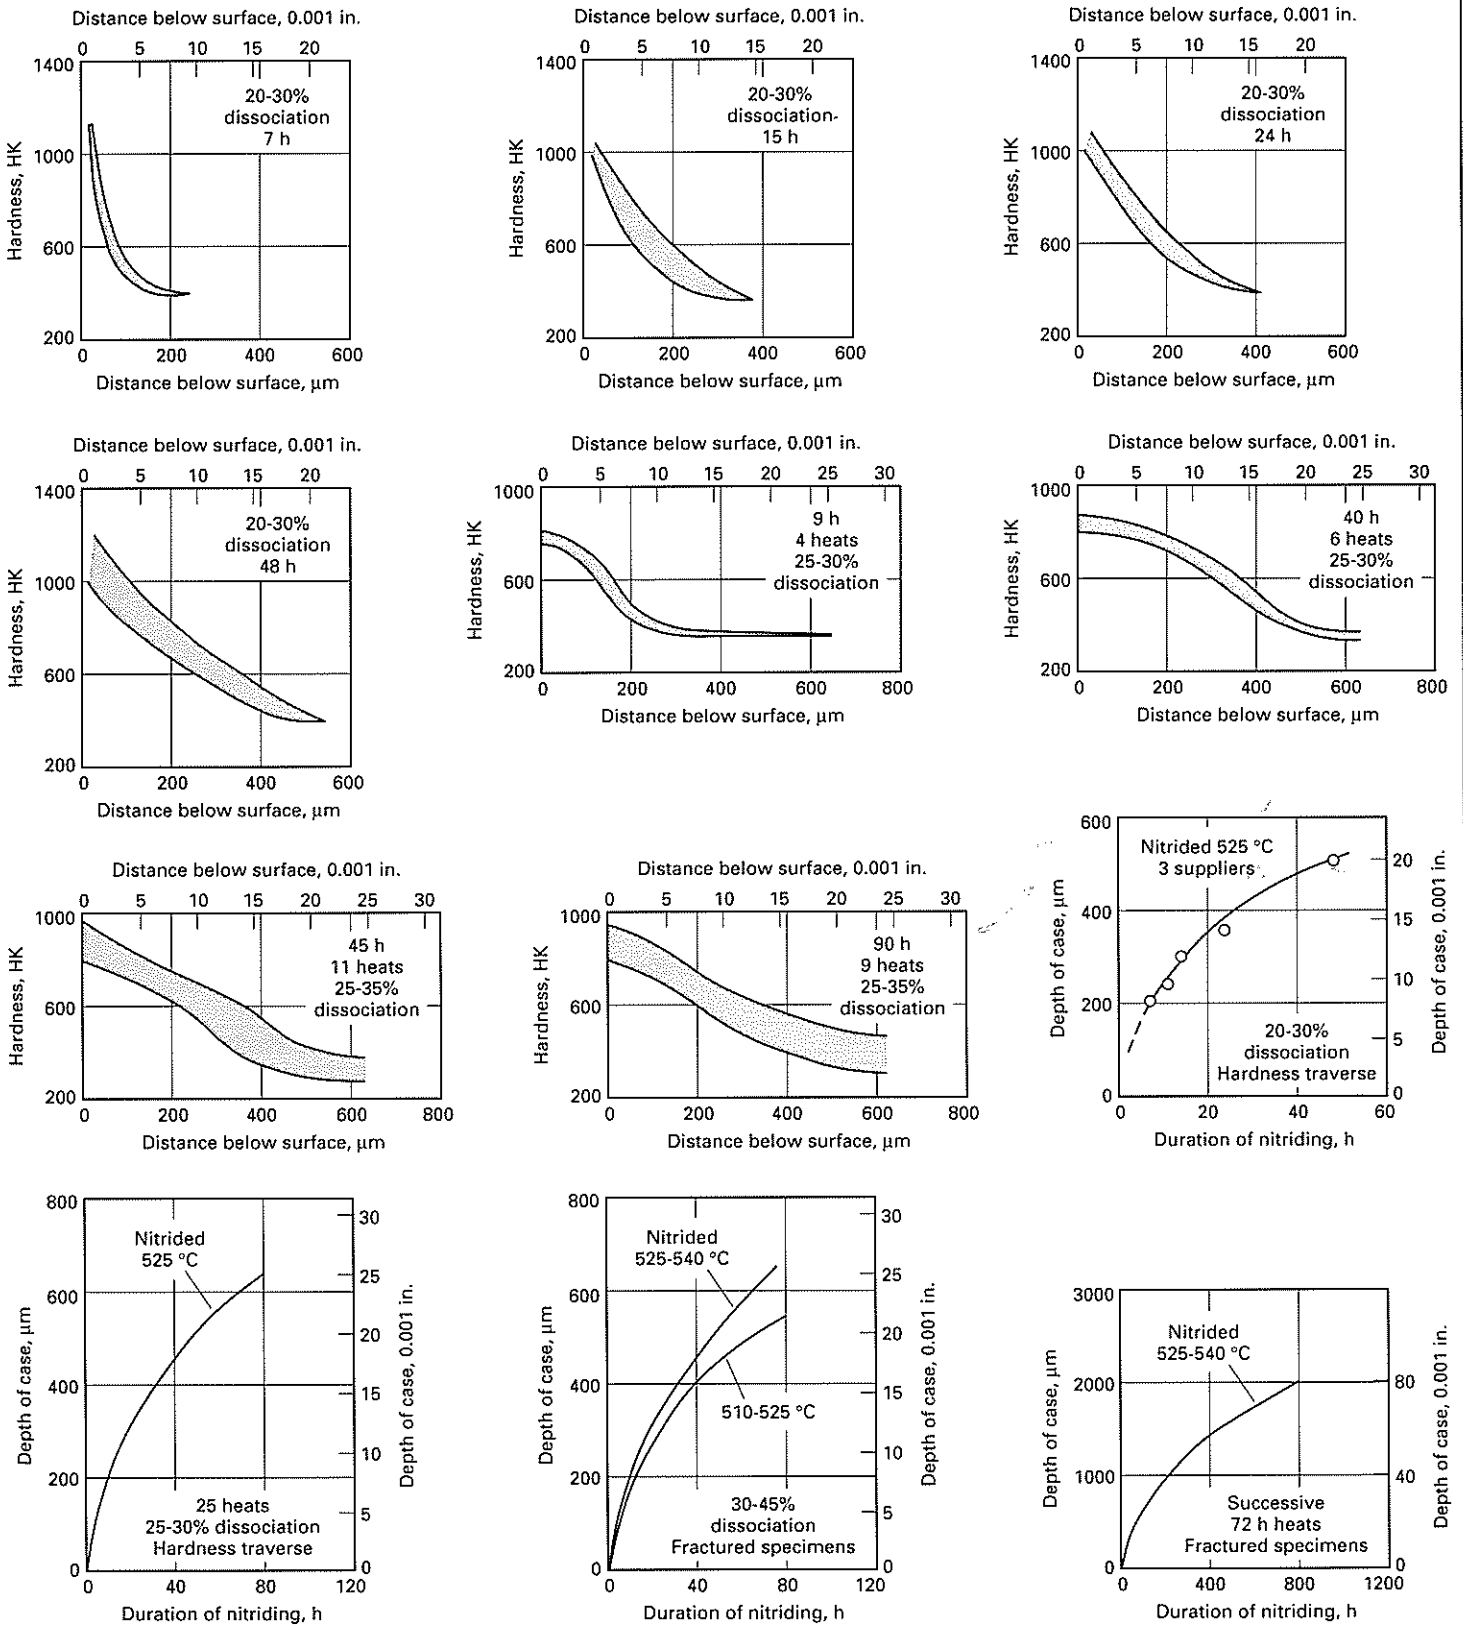 Distance below surface, 0.001 in.
0 5 10 15 20
1400
1000
600
200
Hardness, HK
20-30%
dissociation
7 h
0 200 400 600
Distance below surface, µm
Distance below surface, 0.001 in.
0 5 10 15 20
1400
1000
600
200
Hardness, HK
20-30%
dissociation-
15 h
0 200 400 600
Distance below surface, µm
Distance below surface, 0.001 in.
0 5 10 15 20
1400
1000
600
200
Hardness, HK
20-30%
dissociation
24 h
0 200 400 600
Distance below surface, µm
Distance below surface, 0.001 in.
0 5 10 15 20
1400
1000
600
200
Hardness, HK
20-30%
dissociation
48 h
0 200 400 600
Distance below surface, µm
Distance below surface, 0.001 in.
0 5 10 15 20 25 30
1000
600
200
Hardness, HK
9 h
4 heats
25-30%
dissociation
0 200 400 600 800
Distance below surface, µm
Distance below surface, 0.001 in.
0 5 10 15 20 25 30
1000
600
200
Hardness, HK
40 h
6 heats
25-30%
dissociation
0 200 400 600 800
Distance below surface, µm
Distance below surface, 0.001 in.
0 5 10 15 20 25 30
1000
600
200
Hardness, HK
45 h
11 heats
25-35%
dissociation
0 200 400 600 800
Distance below surface, µm
Distance below surface, 0.001 in.
0 5 10 15 20 25 30
1000
600
200
Hardness, HK
90 h
9 heats
25-35%
dissociation
0 200 400 600 800
Distance below surface, µm
600
400
200
0
Depth of case, µm
Nitrided 525 °C
3 suppliers
20-30%
dissociation
Hardness traverse
20
15
10
5
0
Depth of case, 0.001 in.
0 20 40 60
Duration of nitriding, h
800
600
400
200
0
Depth of case, µm
Nitrided
525 °C
25 heats
25-30% dissociation
Hardness traverse
30
25
20
15
10
5
0
Depth of case, 0.001 in.
0 40 80 120
Duration of nitriding, h
800
600
400
200
0
Depth of case, µm
Nitrided
525-540 °C
510-525 °C
30-45%
dissociation
Fractured specimens
30
25
20
15
10
5
0
Depth of case, 0.001 in.
0 40 80 120
Duration of nitriding, h
3000
2000
1000
0
Depth of case, µm
Nitrided
525-540 °C
Successive
72 h heats
Fractured specimens
80
40
0
Depth of case, 0.001 in.
0 400 800 1200
Duration of nitriding, h